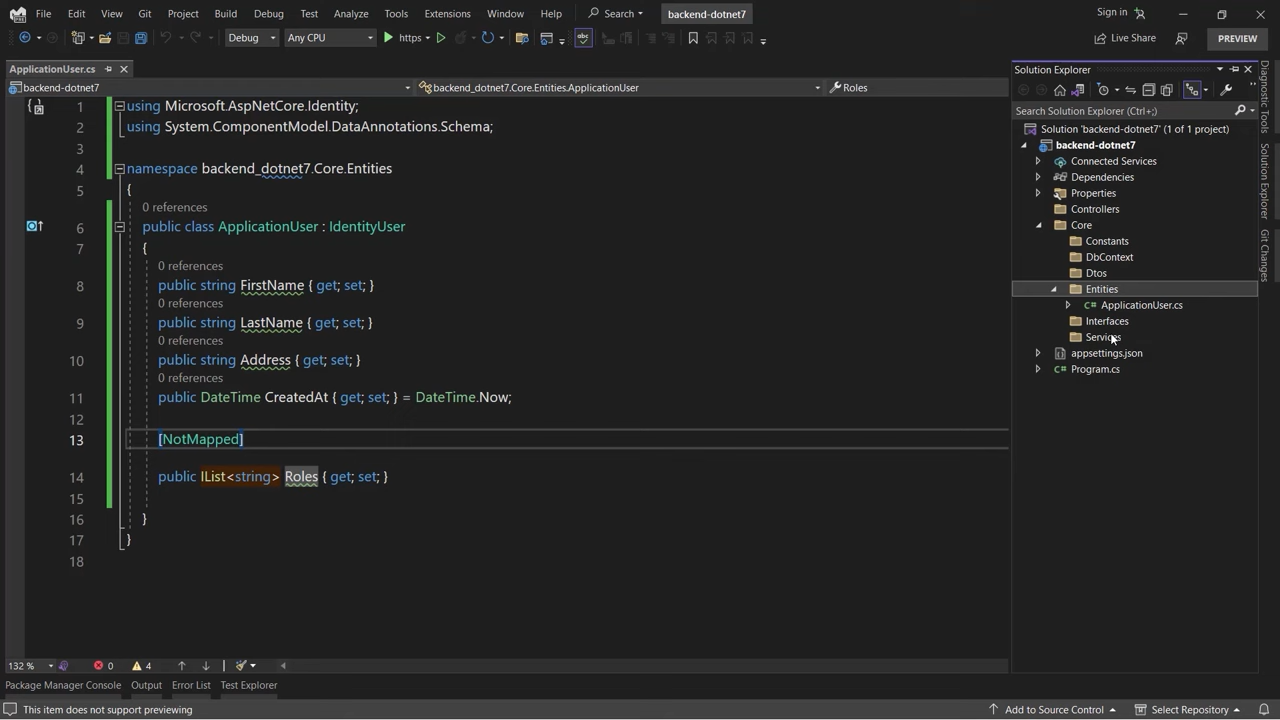 File Edit View Git Project Build Debug Test Analyze Tools Extensions Window Help Search backend-dotnet7 Sign in
Debug Any CPU https Live Share PREVIEW
ApplicationUser.cs
backend-dotnet7 backend_dotnet7.Core.Entities.ApplicationUser Roles
1 using Microsoft.AspNetCore.Identity;
2 using System.ComponentModel.DataAnnotations.Schema;
3
4 namespace backend_dotnet7.Core.Entities
5 {
0 references
6 public class ApplicationUser : IdentityUser
7 {
0 references
8 public string FirstName { get; set; }
0 references
9 public string LastName { get; set; }
0 references
10 public string Address { get; set; }
0 references
11 public DateTime CreatedAt { get; set; } = DateTime.Now;
12
13 [NotMapped]
14 public IList<string> Roles { get; set; }
15
16 }
17 }
18
132 % 0 4
Package Manager Console Output Error List Test Explorer
This item does not support previewing Add to Source Control Select Repository
Solution Explorer
Search Solution Explorer (Ctrl+;)
Solution 'backend-dotnet7' (1 of 1 project)
backend-dotnet7
Connected Services
Dependencies
Properties
Controllers
Core
Constants
DbContext
Dtos
Entities
C# ApplicationUser.cs
Interfaces
Services
appsettings.json
C# Program.cs
Diagnostic Tools
Solution Explorer
Git Changes